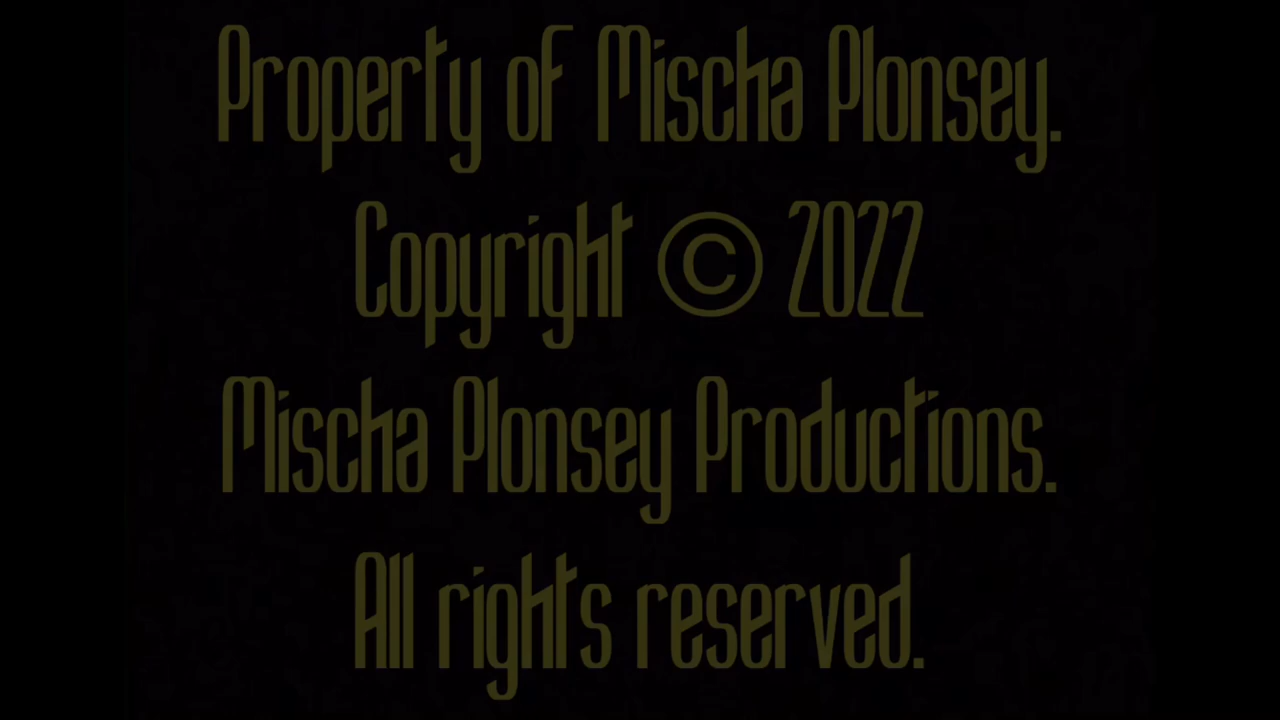 Property of Mischa Plonsey.
Copyright © 2022
Mischa Plonsey Productions.
All rights reserved.